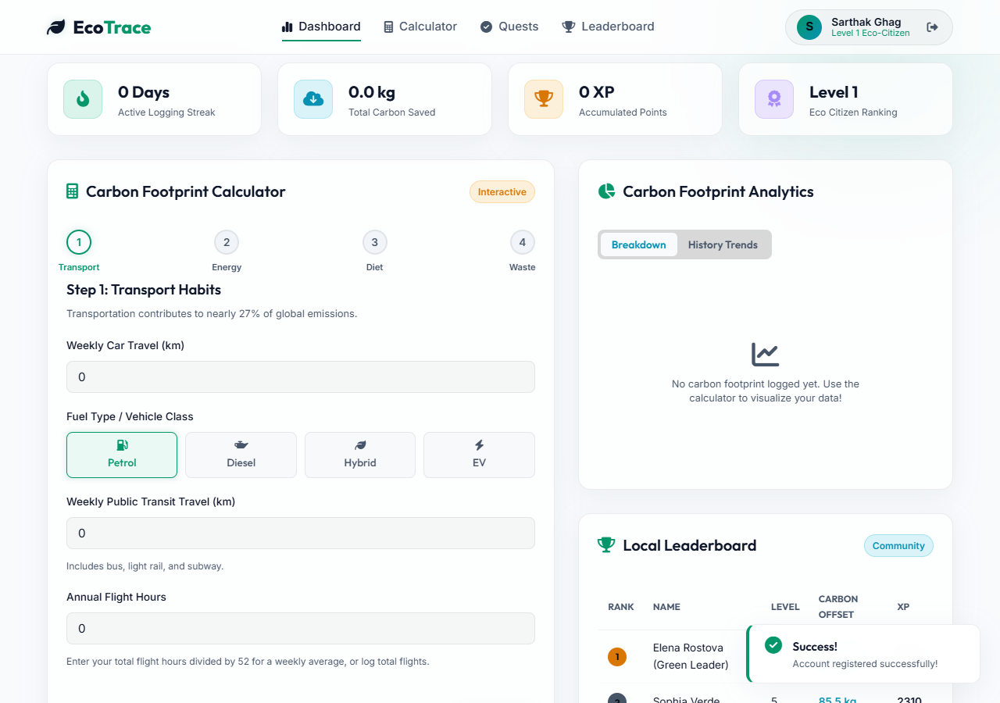 EcoTrace
Dashboard
Calculator
Quests
Leaderboard
S
Sarthak Ghag
Level 1 Eco-Citizen
0 Days
Active Logging Streak
0.0 kg
Total Carbon Saved
0 XP
Accumulated Points
Level 1
Eco Citizen Ranking
Carbon Footprint Calculator
Interactive
1
2
3
4
Transport
Energy
Diet
Waste
Step 1: Transport Habits
Transportation contributes to nearly 27% of global emissions.
Weekly Car Travel (km)
0
Fuel Type / Vehicle Class
Petrol
Diesel
Hybrid
EV
Weekly Public Transit Travel (km)
0
Includes bus, light rail, and subway.
Annual Flight Hours
0
Enter your total flight hours divided by 52 for a weekly average, or log total flights.
Carbon Footprint Analytics
Breakdown
History Trends
No carbon footprint logged yet. Use the
calculator to visualize your data!
Local Leaderboard
Community
RANK NAME LEVEL CARBON OFFSET XP
1
Elena Rostova
(Green Leader)
2 Sophia Verde 5 85.5 kg 2310
Success!
Account registered successfully!